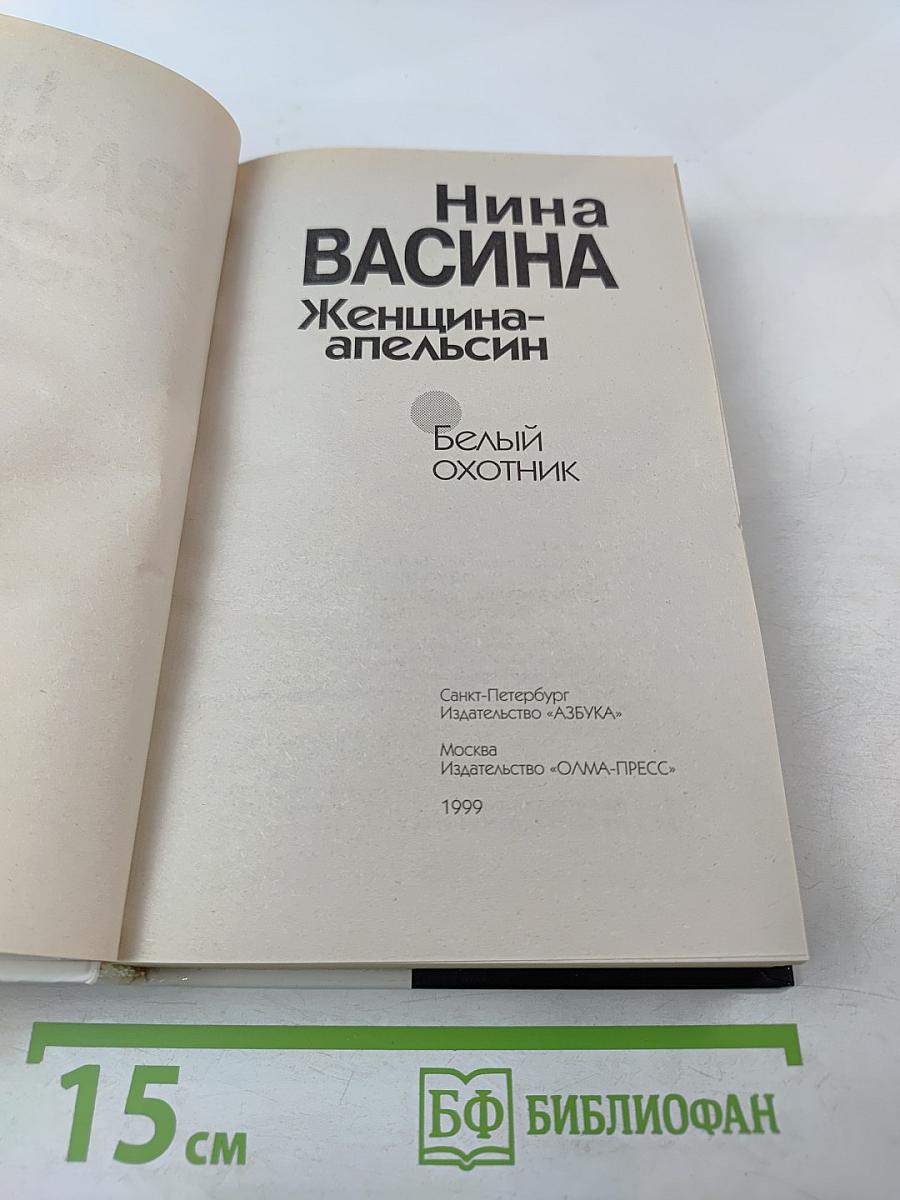 Нина
ВАСИНА
Женщина-
апельсин
Белый
охотник
Санкт-Петербург
Издательство «АЗБУКА»
Москва
Издательство «ОЛМА-ПРЕСС»
1999
15 см
БФ БИБЛИОФАН